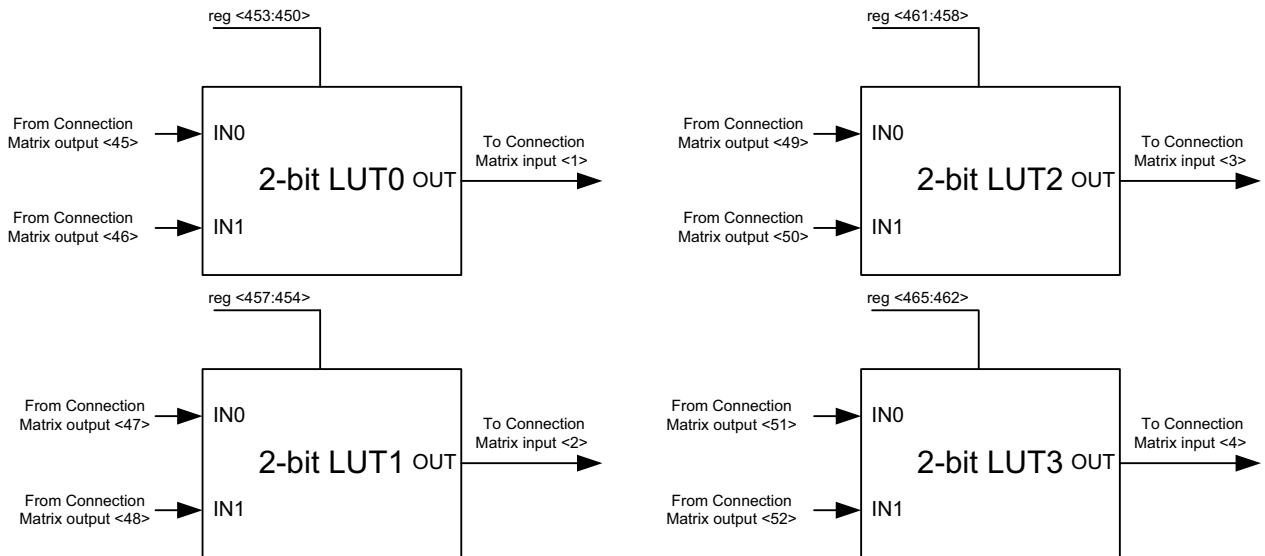 reg <453:450>
From Connection
Matrix output <45>
IN0
2-bit LUT0 OUT
To Connection
Matrix input <1>
From Connection
Matrix output <46>
IN1
reg <461:458>
From Connection
Matrix output <49>
IN0
2-bit LUT2 OUT
To Connection
Matrix input <3>
From Connection
Matrix output <50>
IN1
reg <457:454>
From Connection
Matrix output <47>
IN0
2-bit LUT1 OUT
To Connection
Matrix input <2>
From Connection
Matrix output <48>
IN1
reg <465:462>
From Connection
Matrix output <51>
IN0
2-bit LUT3 OUT
To Connection
Matrix input <4>
From Connection
Matrix output <52>
IN1